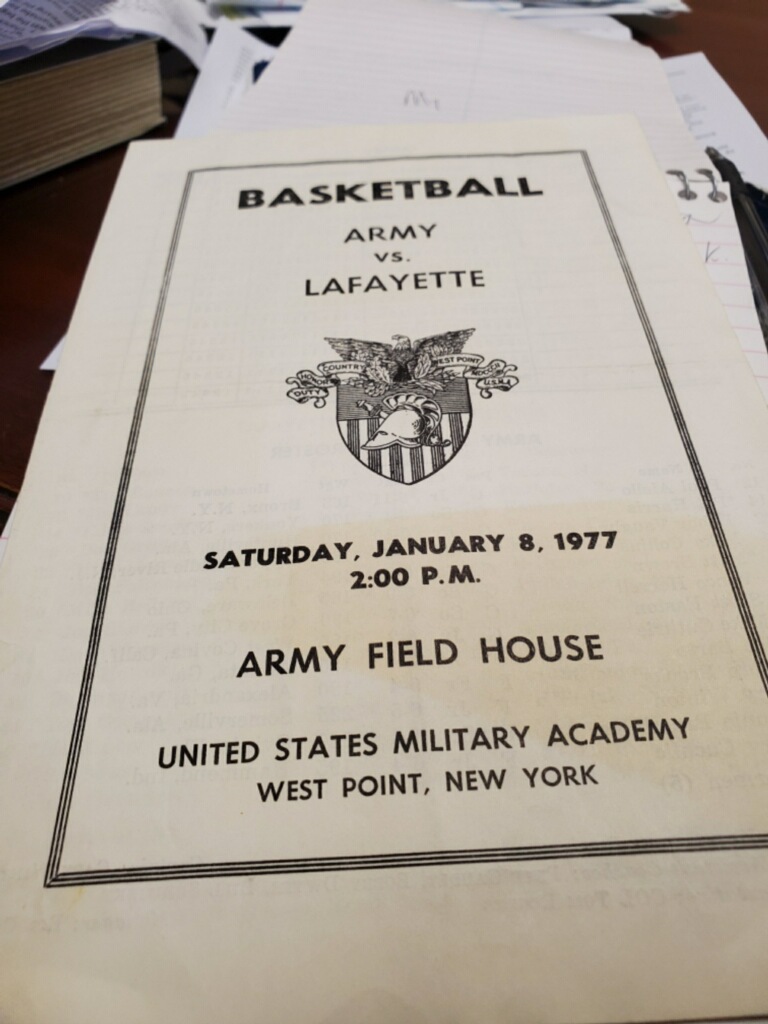 BASKETBALL
ARMY
VS.
LAFAYETTE
COUNTRY
WEST POINT
HONOR
MDCCCII
DUTY
U.S.M.A
SATURDAY, JANUARY 8, 1977
2:00 P.M.
ARMY FIELD HOUSE
UNITED STATES MILITARY ACADEMY
WEST POINT, NEW YORK